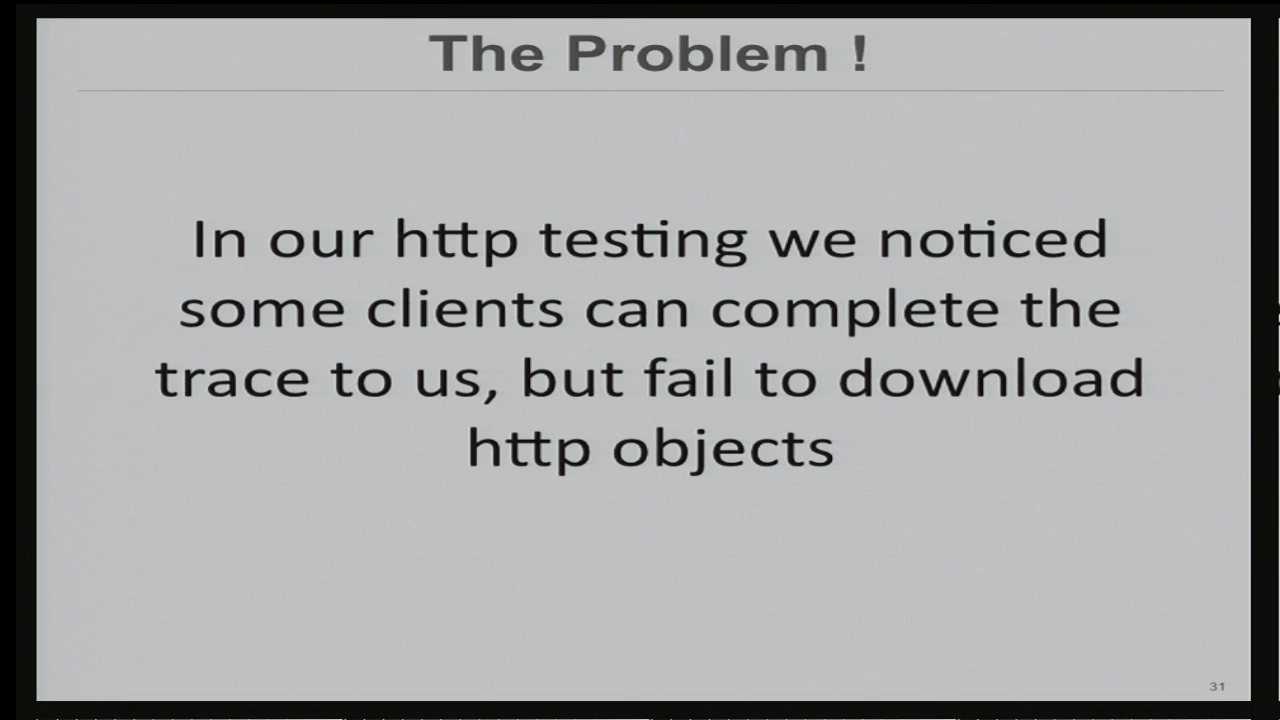 The Problem !
In our http testing we noticed
some clients can complete the
trace to us, but fail to download
http objects
31